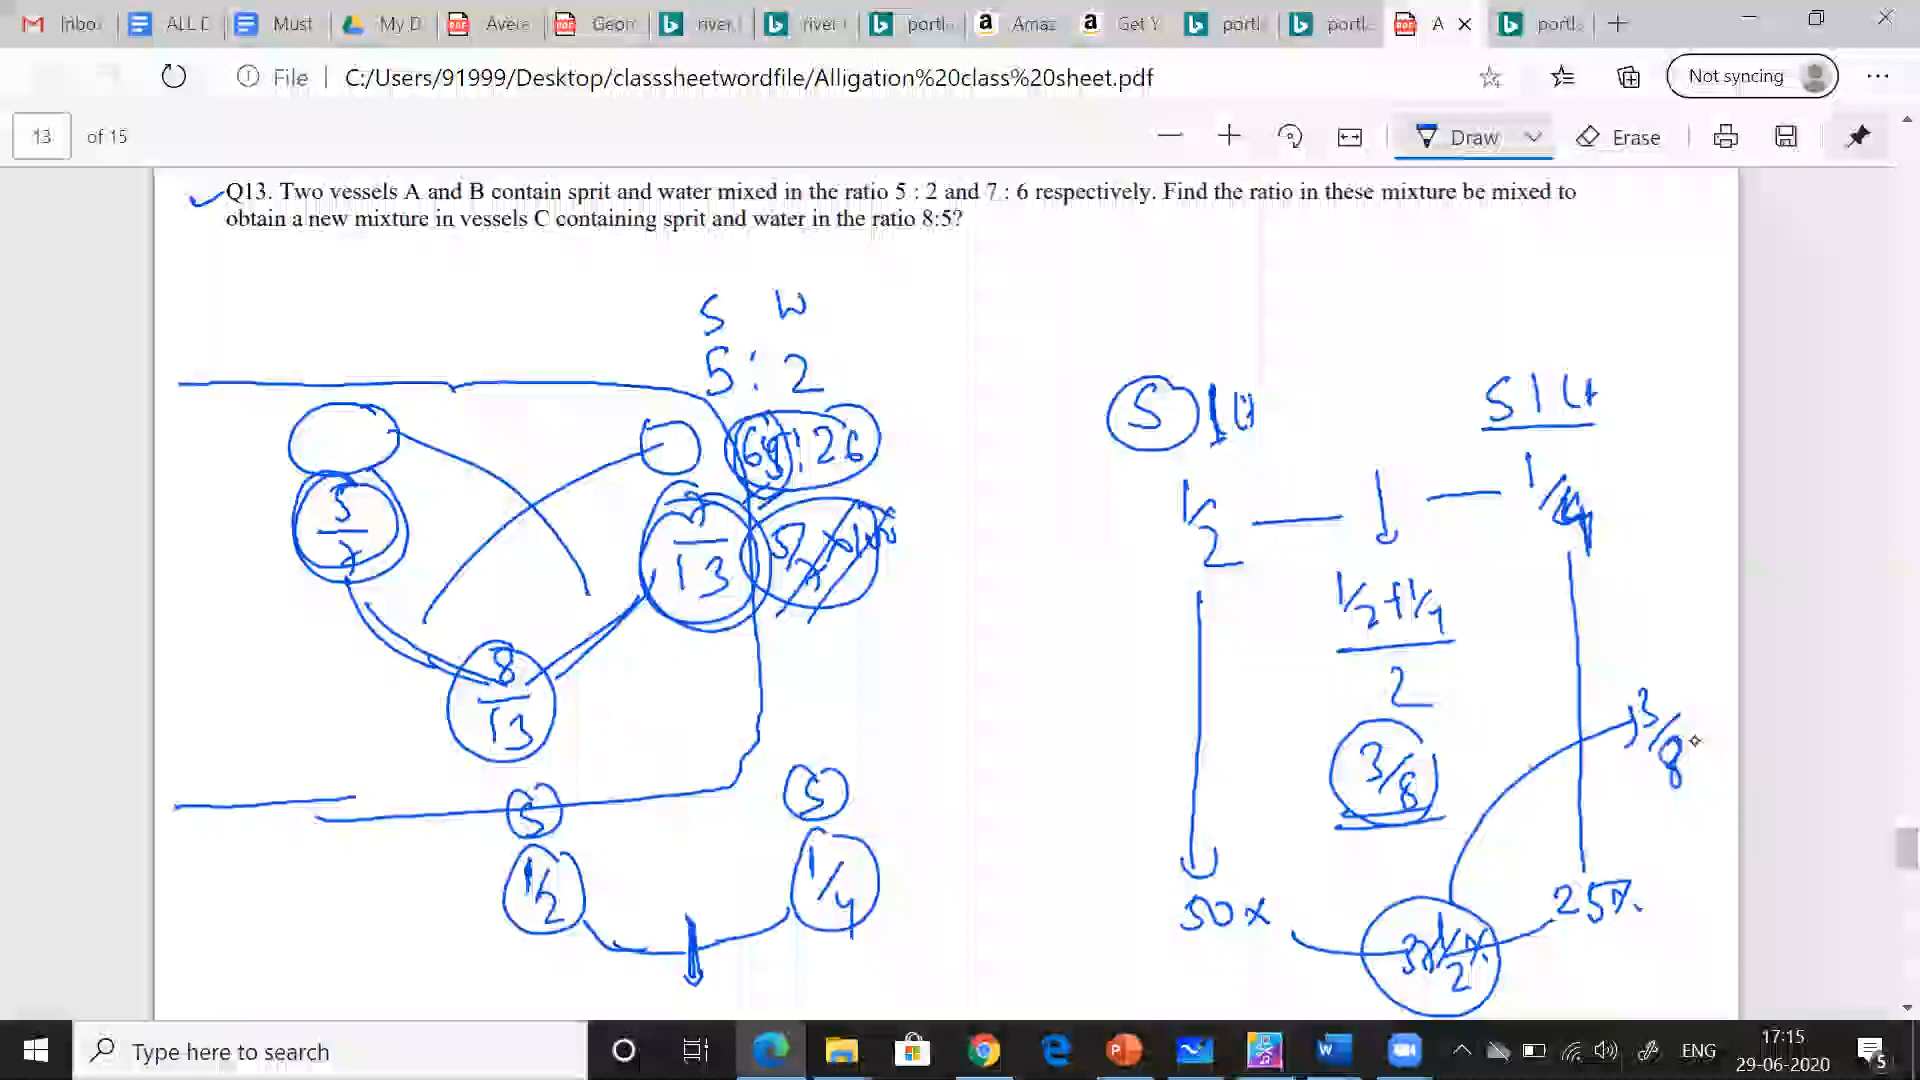 Inbo ALL D Must My D Avera Geom river river portl Amaz Get Y portl portl A portl
File C:/Users/91999/Desktop/classsheetwordfile/Alligation%20class%20sheet.pdf Not syncing
13 of 15 Draw Erase
Q13. Two vessels A and B contain sprit and water mixed in the ratio 5 : 2 and 7 : 6 respectively. Find the ratio in these mixture be mixed to
obtain a new mixture in vessels C containing sprit and water in the ratio 8:5?
S W
5 : 2
S
: 26
5/7
7/13
8/13
S S
1/2 1/4
1/2 1/4
1/2+1/4
2
3/8
3/8
50% 25%
Type here to search
ENG
17:15
29-06-2020
5